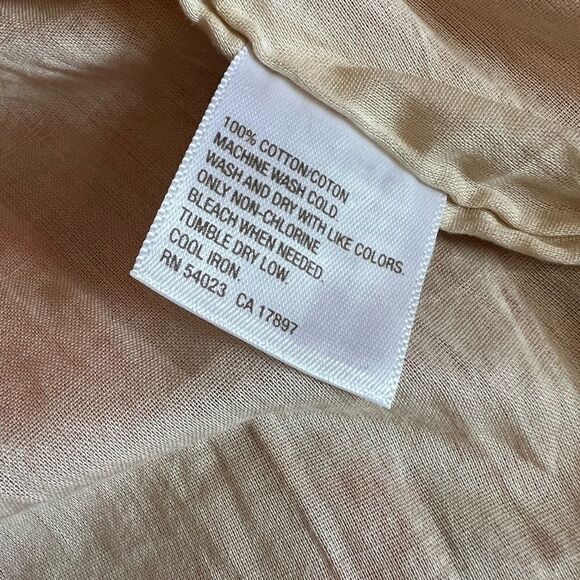 100% COTTON/COTON
MACHINE WASH COLD.
WASH AND DRY WITH LIKE COLORS.
ONLY NON-CHLORINE
BLEACH WHEN NEEDED.
TUMBLE DRY LOW.
COOL IRON.
RN 54023 CA 17897